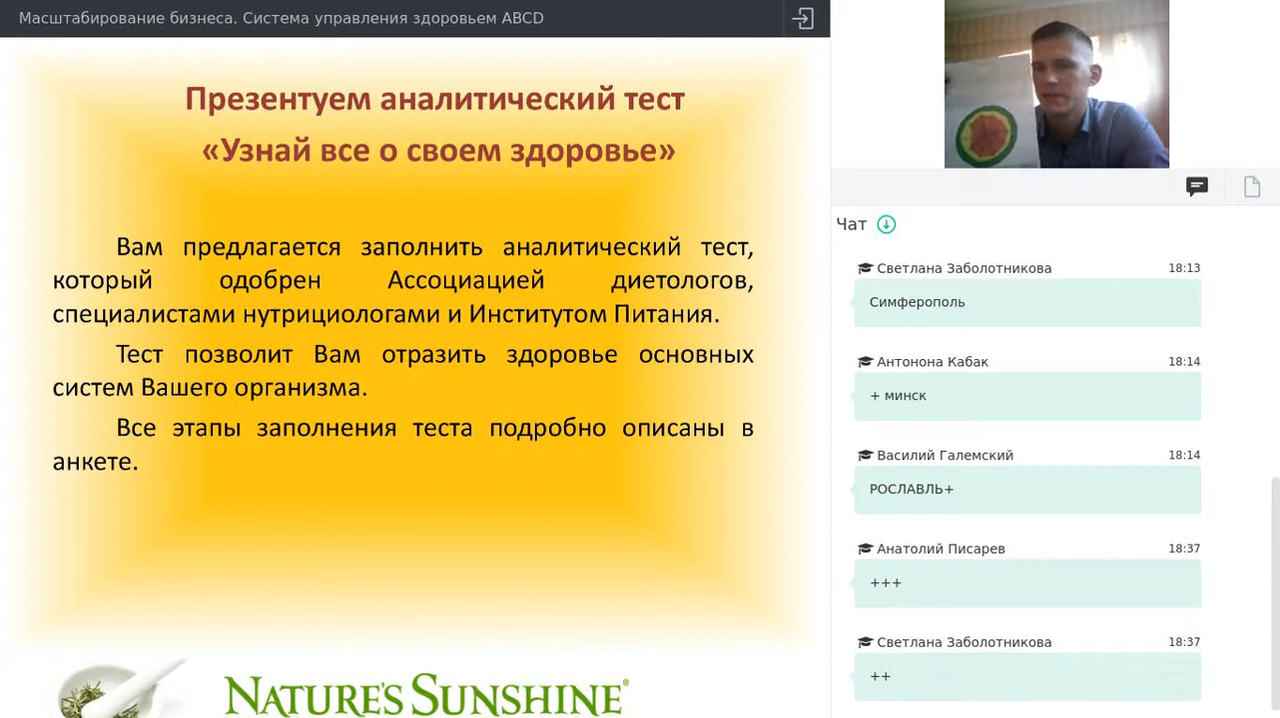 Масштабирование бизнеса. Система управления здоровьем ABCD
Презентуем аналитический тест
«Узнай все о своем здоровье»
Вам предлагается заполнить аналитический тест,
который одобрен Ассоциацией диетологов,
специалистами нутрициологами и Институтом Питания.
Тест позволит Вам отразить здоровье основных
систем Вашего организма.
Все этапы заполнения теста подробно описаны в
анкете.
NATURE'S SUNSHINE®
Чат
Светлана Заболотникова 18:13
Симферополь
Антонона Кабак 18:14
+ минск
Василий Галемский 18:14
РОСЛАВЛЬ+
Анатолий Писарев 18:37
+++
Светлана Заболотникова 18:37
++